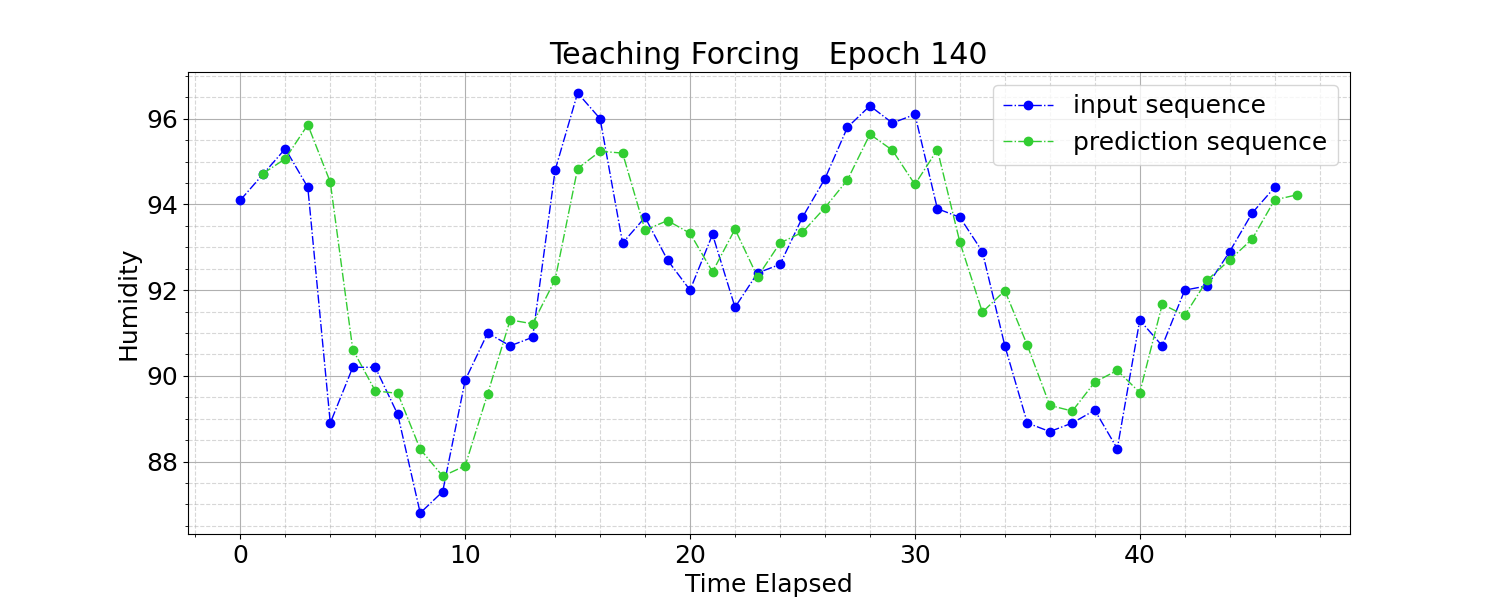 Teaching Forcing   Epoch 140
input sequence
prediction sequence
Humidity
96
94
92
90
88
0 10 20 30 40
Time Elapsed